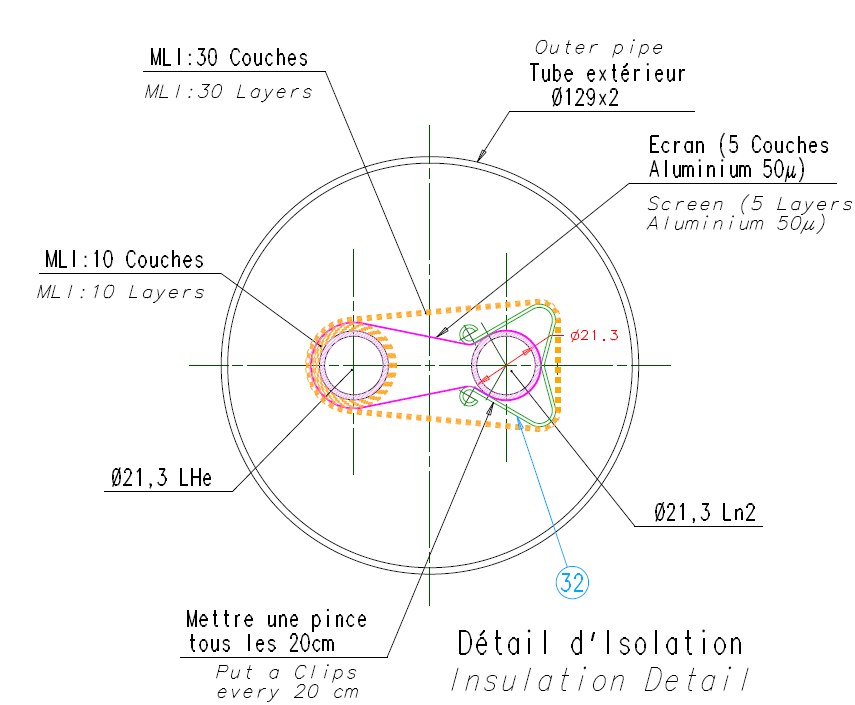 MLI:30 Couches
MLI:30 Layers
Outer pipe
Tube extérieur
Ø129x2
Ecran (5 Couches
Aluminium 50µ)
Screen (5 Layers
Aluminium 50µ)
MLI:10 Couches
MLI:10 Layers
Ø21.3
Ø21,3 LHe
Ø21,3 Ln2
32
Mettre une pince
tous les 20cm
Put a Clips
every 20 cm
Détail d'Isolation
Insulation Detail